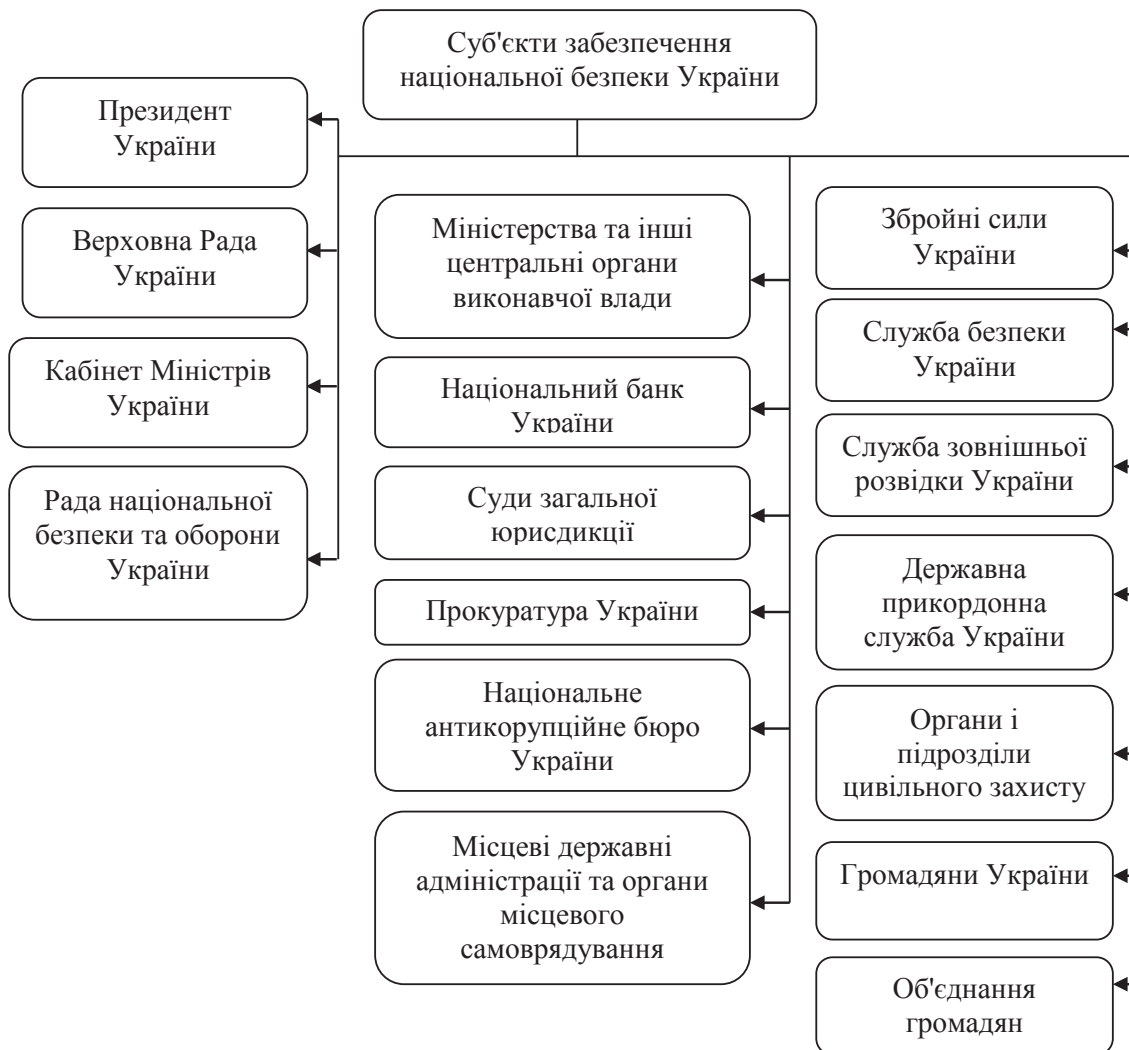 Суб'єкти забезпечення
національної безпеки України
Президент
України
Верховна Рада
України
Кабінет Міністрів
України
Рада національної
безпеки та оборони
України
Міністерства та інші
центральні органи
виконавчої влади
Національний банк
України
Суди загальної
юрисдикції
Прокуратура України
Національне
антикорупційне бюро
України
Місцеві державні
адміністрації та органи
місцевого
самоврядування
Збройні сили
України
Служба безпеки
України
Служба зовнішньої
розвідки України
Державна
прикордонна
служба України
Органи і
підрозділи
цивільного захисту
Громадяни України
Об'єднання
громадян